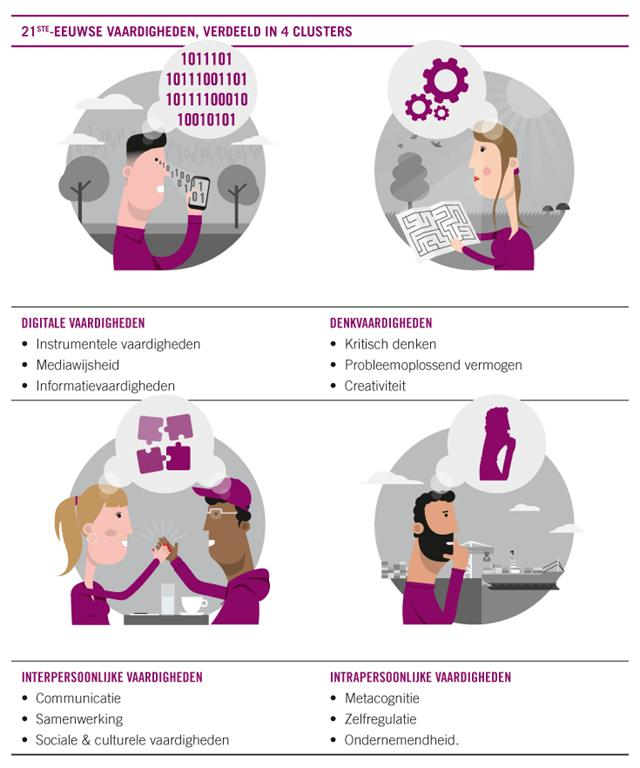 21STE-EEUWSE VAARDIGHEDEN, VERDEELD IN 4 CLUSTERS
1011101
10111001101
10111100010
10010101
DIGITALE VAARDIGHEDEN
• Instrumentele vaardigheden
• Mediawijsheid
• Informatievaardigheden
DENKVAARDIGHEDEN
• Kritisch denken
• Probleemoplossend vermogen
• Creativiteit
INTERPERSOONLIJKE VAARDIGHEDEN
• Communicatie
• Samenwerking
• Sociale & culturele vaardigheden
INTRAPERSOONLIJKE VAARDIGHEDEN
• Metacognitie
• Zelfregulatie
• Ondernemendheid.